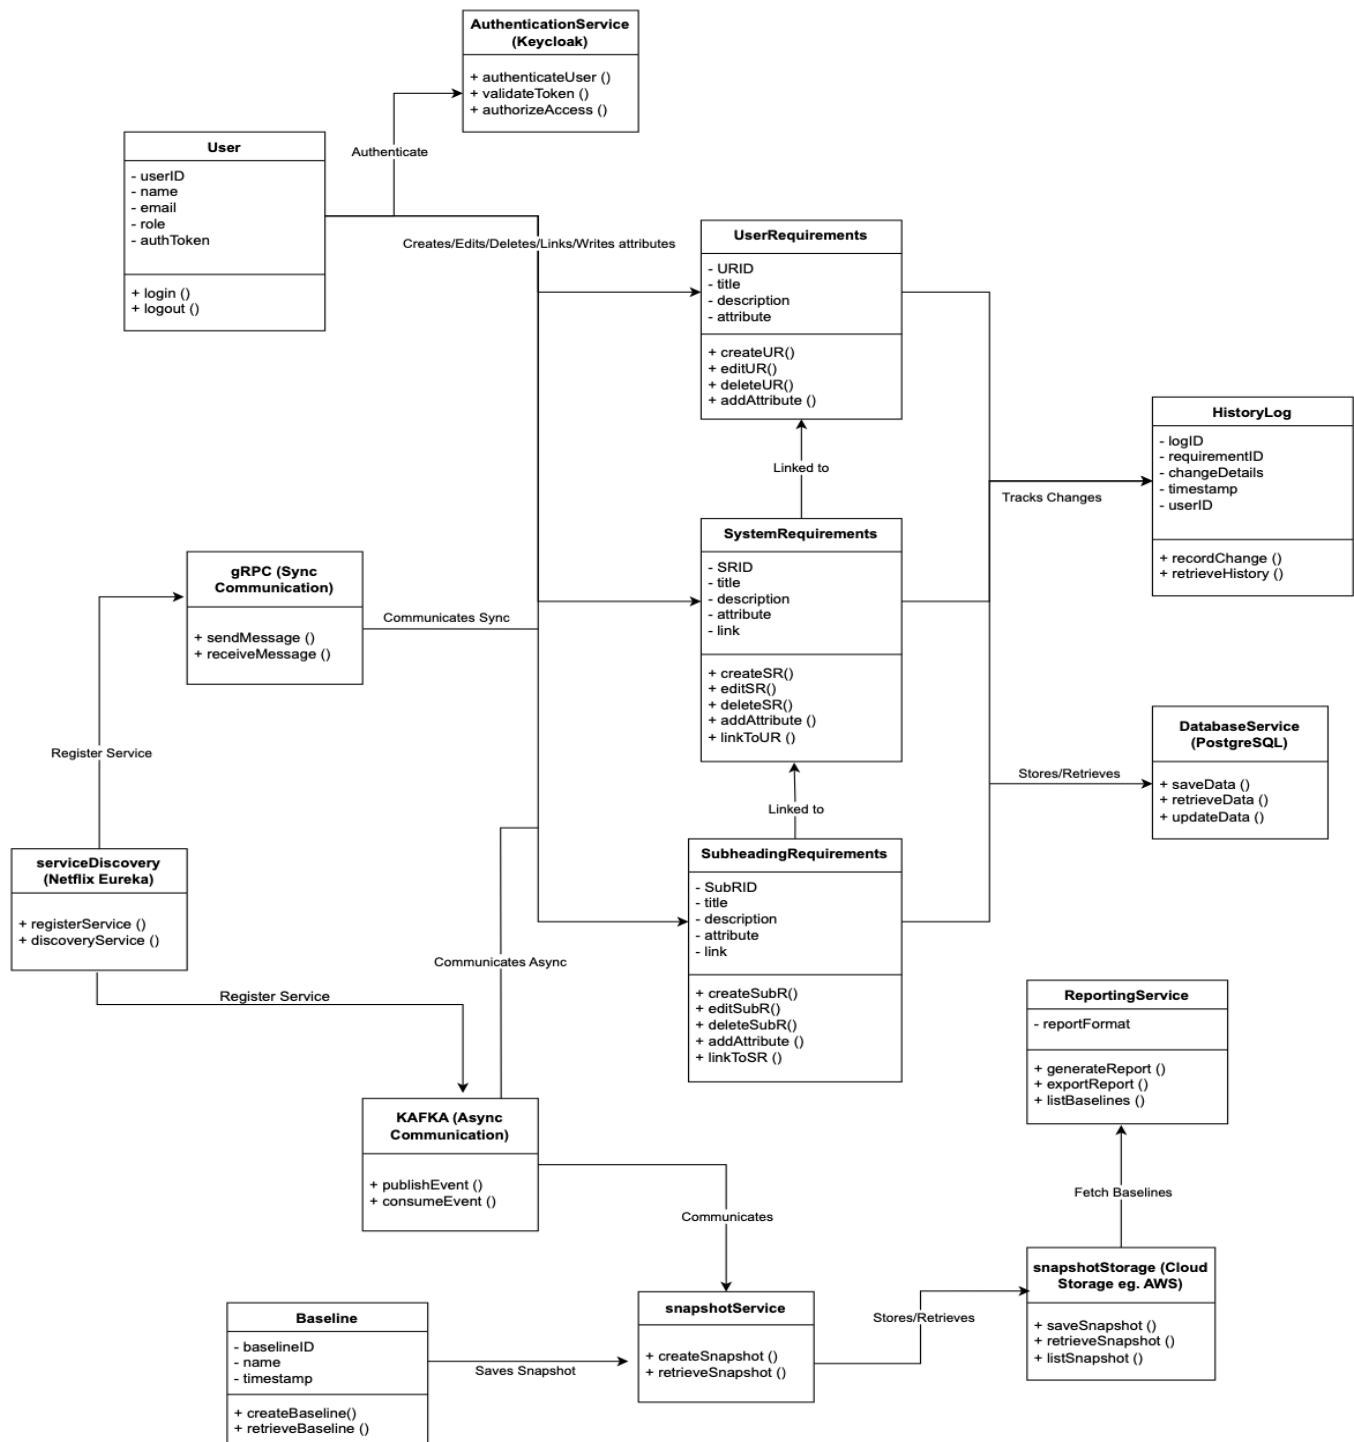 AuthenticationService
(Keycloak)
+ authenticateUser ()
+ validateToken ()
+ authorizeAccess ()
Authenticate
User
- userID
- name
- email
- role
- authToken
+ login ()
+ logout ()
Creates/Edits/Deletes/Links/Writes attributes
UserRequirements
- URID
- title
- description
- attribute
+ createUR()
+ editUR()
+ deleteUR()
+ addAttribute ()
Linked to
HistoryLog
- logID
- requirementID
- changeDetails
- timestamp
- userID
+ recordChange ()
+ retrieveHistory ()
Tracks Changes
SystemRequirements
- SRID
- title
- description
- attribute
- link
+ createSR()
+ editSR()
+ deleteSR()
+ addAttribute ()
+ linkToUR ()
gRPC (Sync
Communication)
+ sendMessage ()
+ receiveMessage ()
Communicates Sync
Register Service
DatabaseService
(PostgreSQL)
+ saveData ()
+ retrieveData ()
+ updateData ()
Stores/Retrieves
Linked to
SubheadingRequirements
- SubRID
- title
- description
- attribute
- link
+ createSubR()
+ editSubR()
+ deleteSubR()
+ addAttribute ()
+ linkToSR ()
serviceDiscovery
(Netflix Eureka)
+ registerService ()
+ discoveryService ()
Communicates Async
Register Service
ReportingService
- reportFormat
+ generateReport ()
+ exportReport ()
+ listBaselines ()
KAFKA (Async
Communication)
+ publishEvent ()
+ consumeEvent ()
Communicates
Fetch Baselines
snapshotStorage (Cloud
Storage eg. AWS)
+ saveSnapshot ()
+ retrieveSnapshot ()
+ listSnapshot ()
Stores/Retrieves
snapshotService
+ createSnapshot ()
+ retrieveSnapshot ()
Saves Snapshot
Baseline
- baselineID
- name
- timestamp
+ createBaseline()
+ retrieveBaseline ()